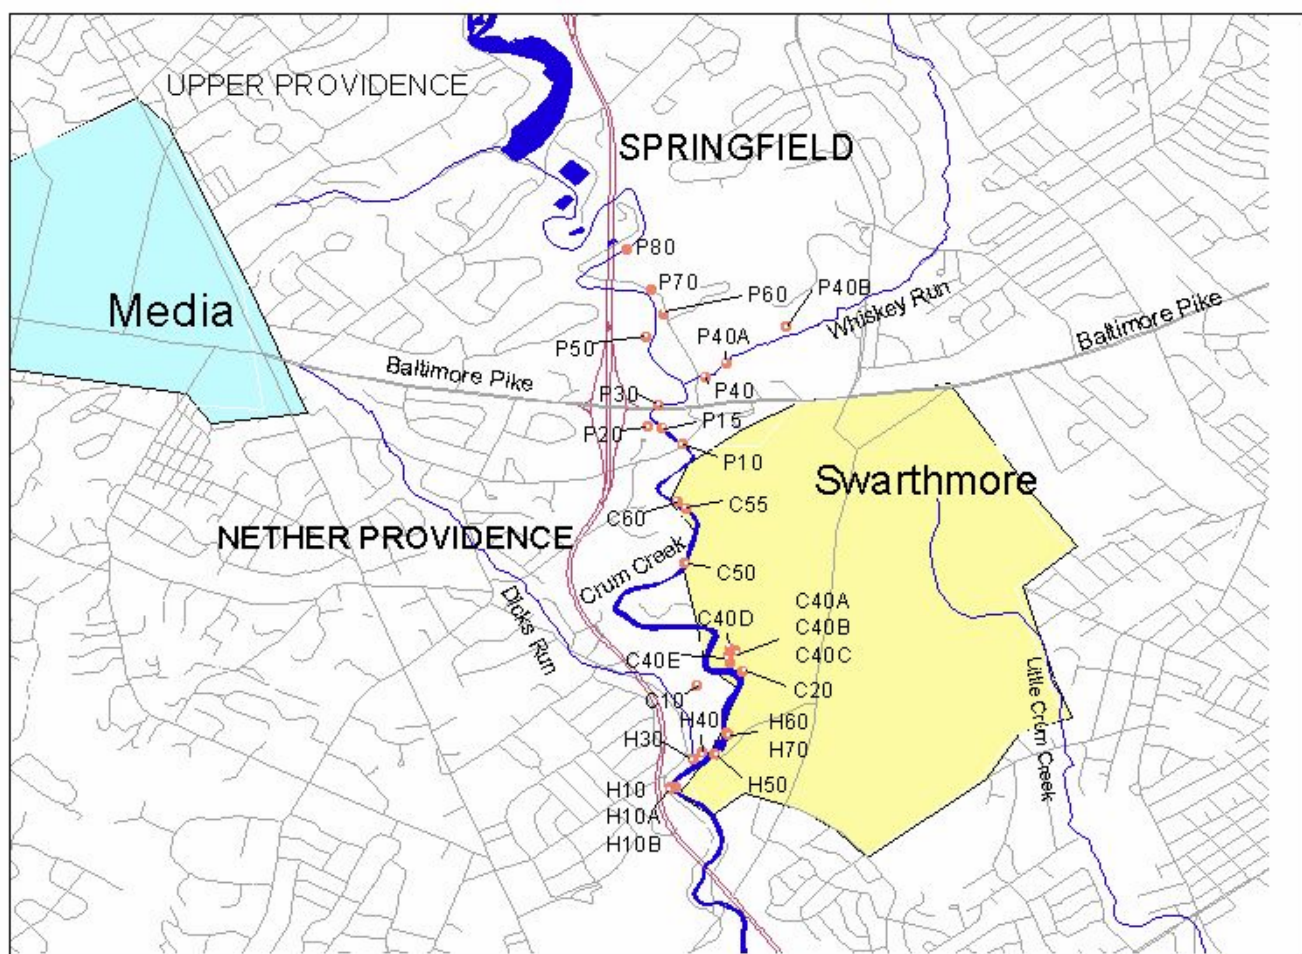 UPPER PROVIDENCE
SPRINGFIELD
P80
P70
P60
P40B
Media
Whiskey Run
Baltimore Pike
P50
P40A
Baltimore Pike
P30
P40
P20
P15
P10
Swarthmore
C60
C55
NETHER PROVIDENCE
Crum Creek
C50
Dicks Run
C40D
C40A
C40B
C40E
C40C
C10
C20
Little Crum Creek
H40
H60
H30
H70
H10
H50
H10A
H10B